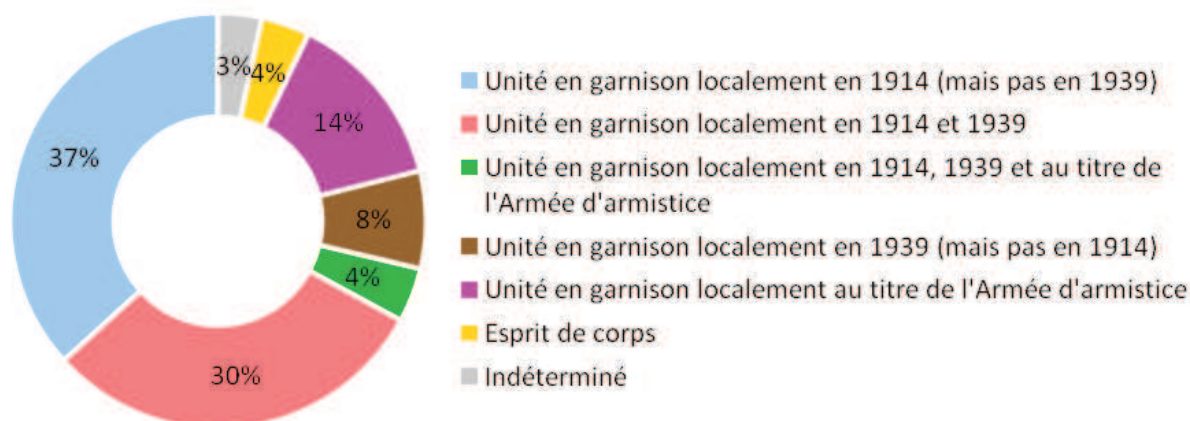 3%
4%
14%
37%
8%
4%
30%
Unité en garnison localement en 1914 (mais pas en 1939)
Unité en garnison localement en 1914 et 1939
Unité en garnison localement en 1914, 1939 et au titre de
l'Armée d'armistice
Unité en garnison localement en 1939 (mais pas en 1914)
Unité en garnison localement au titre de l'Armée d'armistice
Esprit de corps
Indéterminé